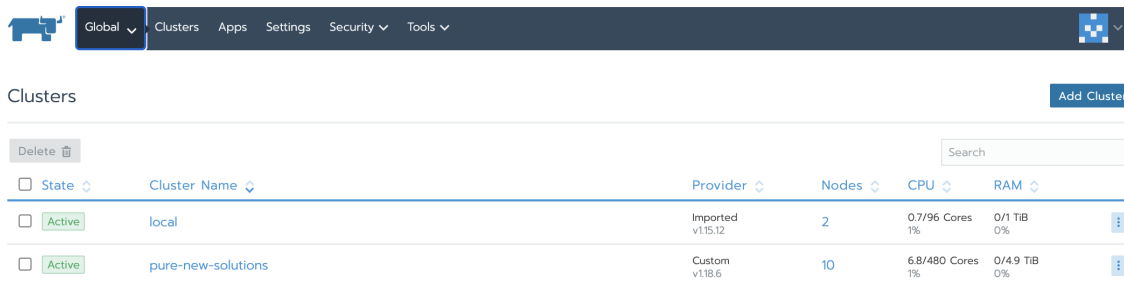 Global Clusters Apps Settings Security Tools
Clusters
Add Cluster
Delete
Search
State Cluster Name Provider Nodes CPU RAM
Active local Imported 2 0.7/96 Cores 0/1 TiB
v1.15.12 1% 0%
Active pure-new-solutions Custom 10 6.8/480 Cores 0/4.9 TiB
v1.18.6 1% 0%